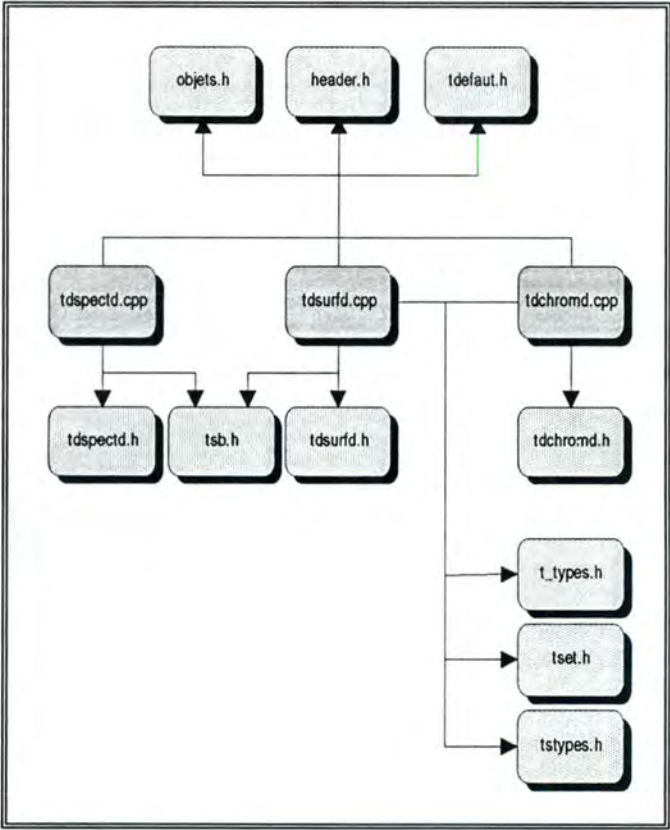 objets.h
header.h
tdefaut.h
tdspectd.cpp
tdsurfd.cpp
tdchromd.cpp
tdspectd.h
tsb.h
tdsurfd.h
tdchromd.h
t_types.h
tset.h
tstypes.h